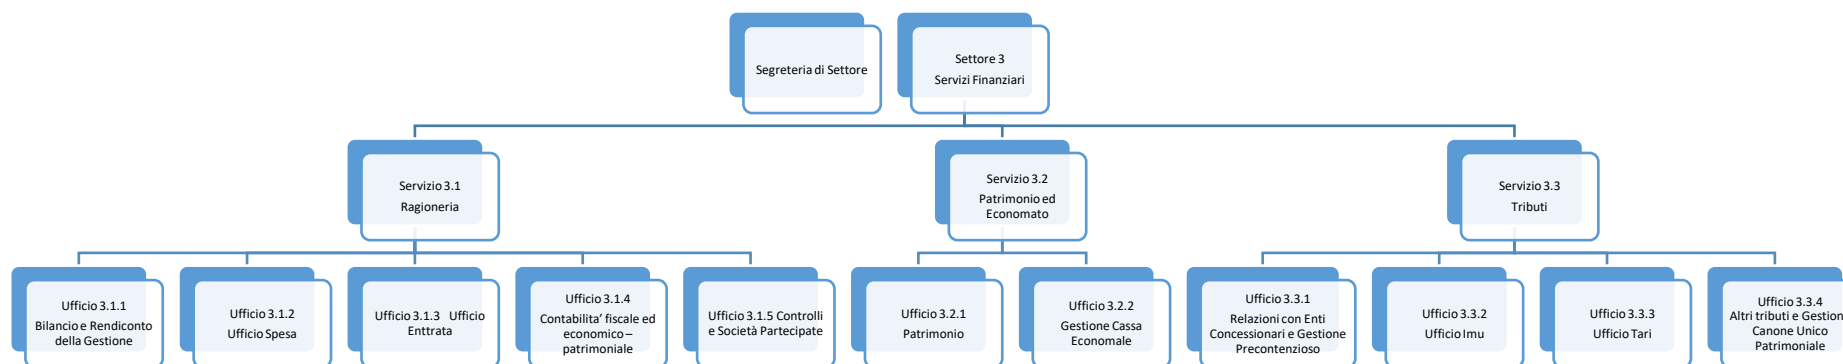 Segreteria di Settore
Settore 3
Servizi Finanziari
Servizio 3.1
Ragioneria
Servizio 3.2
Patrimonio ed
Economato
Servizio 3.3
Tributi
Ufficio 3.1.1
Bilancio e Rendiconto
della Gestione
Ufficio 3.1.2
Ufficio Spesa
Ufficio 3.1.3 Ufficio
Enttrata
Ufficio 3.1.4
Contabilita' fiscale ed
economico –
patrimoniale
Ufficio 3.1.5 Controlli
e Società Partecipate
Ufficio 3.2.1
Patrimonio
Ufficio 3.2.2
Gestione Cassa
Economale
Ufficio 3.3.1
Relazioni con Enti
Concessionari e Gestione
Precontenzioso
Ufficio 3.3.2
Ufficio Imu
Ufficio 3.3.3
Ufficio Tari
Ufficio 3.3.4
Altri tributi e Gestion
Canone Unico
Patrimoniale